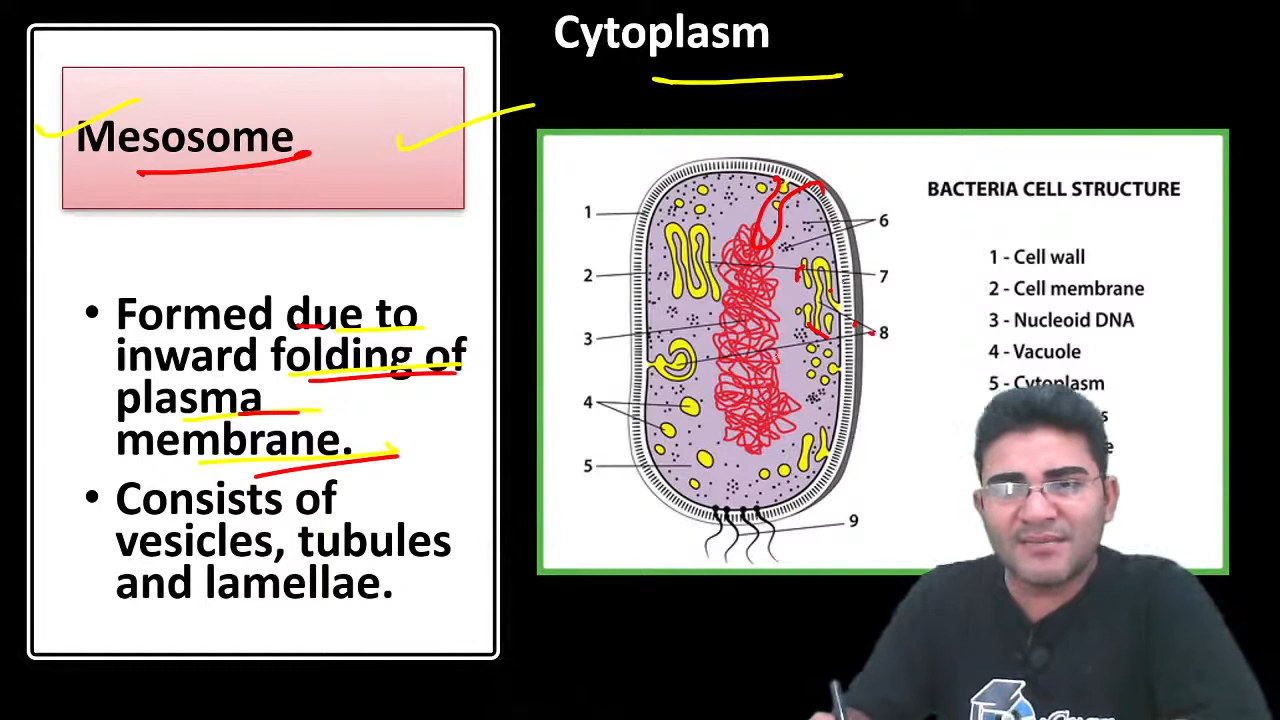 Cytoplasm
Mesosome
• Formed due to
inward folding of
plasma
membrane.
• Consists of
vesicles, tubules
and lamellae.
BACTERIA CELL STRUCTURE
1 - Cell wall
2 - Cell membrane
3 - Nucleoid DNA
4 - Vacuole
5 - Cytoplasm
1
2
3
4
5
6
7
8
9